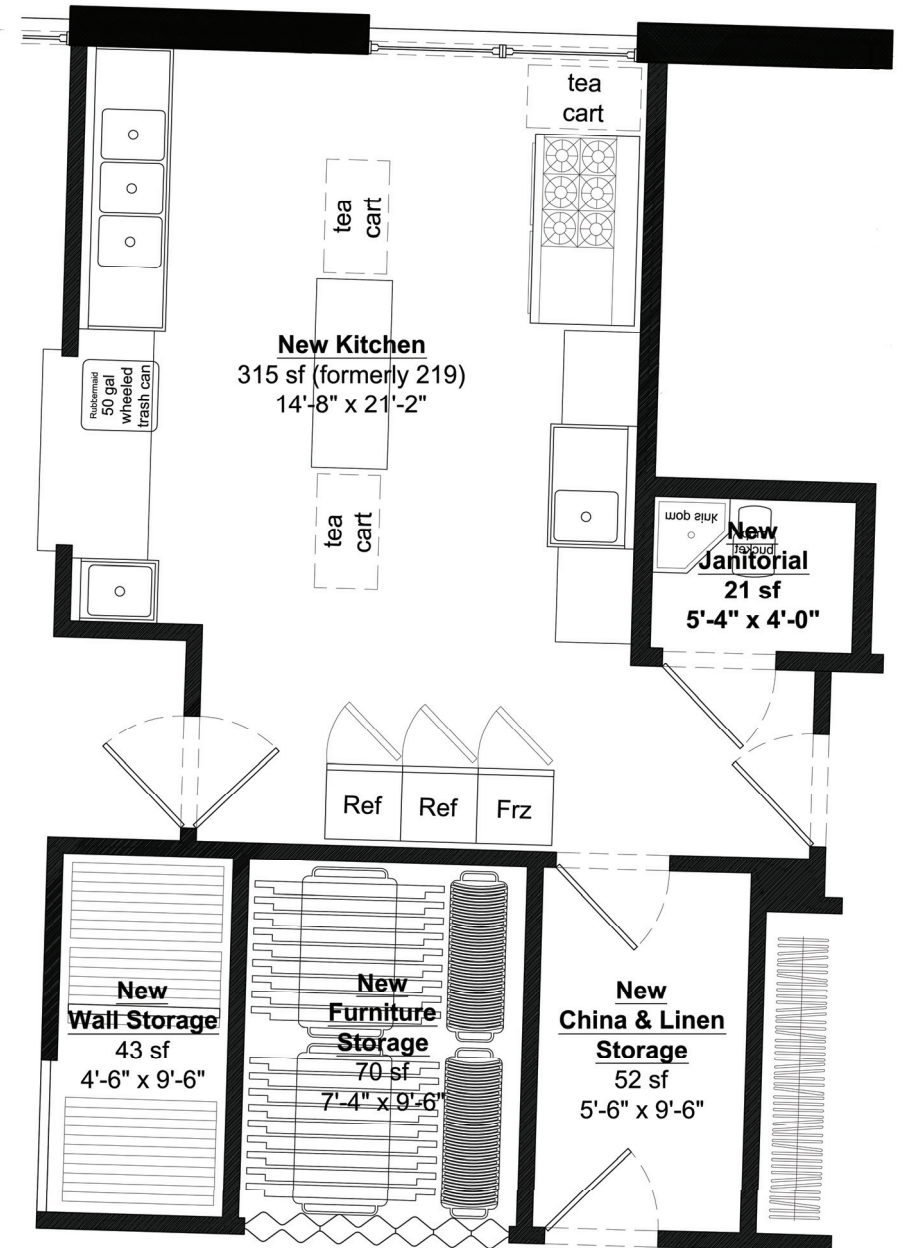 tea
cart
tea
cart
New Kitchen
315 sf (formerly 219)
14'-8" x 21'-2"
Rubbermaid
50 gal
wheeled
trash can
tea
cart
mop sink
bucket
New
Janitorial
21 sf
5'-4" x 4'-0"
Ref
Ref
Frz
New
Wall Storage
43 sf
4'-6" x 9'-6"
New
Furniture
Storage
70 sf
7'-4" x 9'-6"
New
China & Linen
Storage
52 sf
5'-6" x 9'-6"